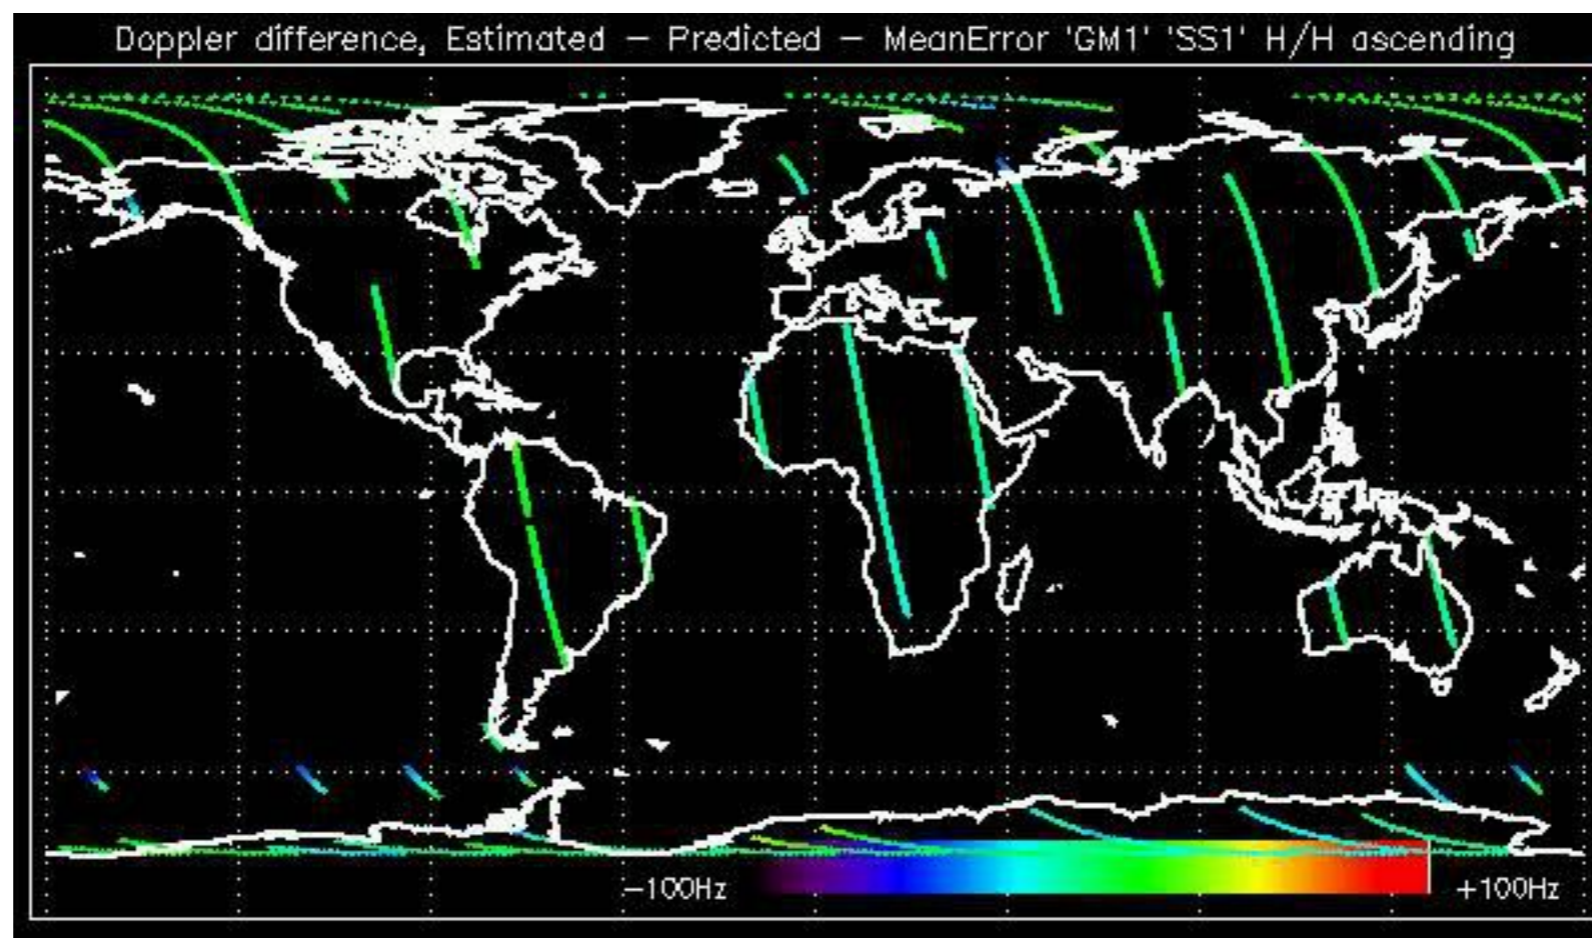 Doppler difference, Estimated – Predicted – MeanError 'GM1' 'SS1' H/H ascending
–100Hz
+100Hz